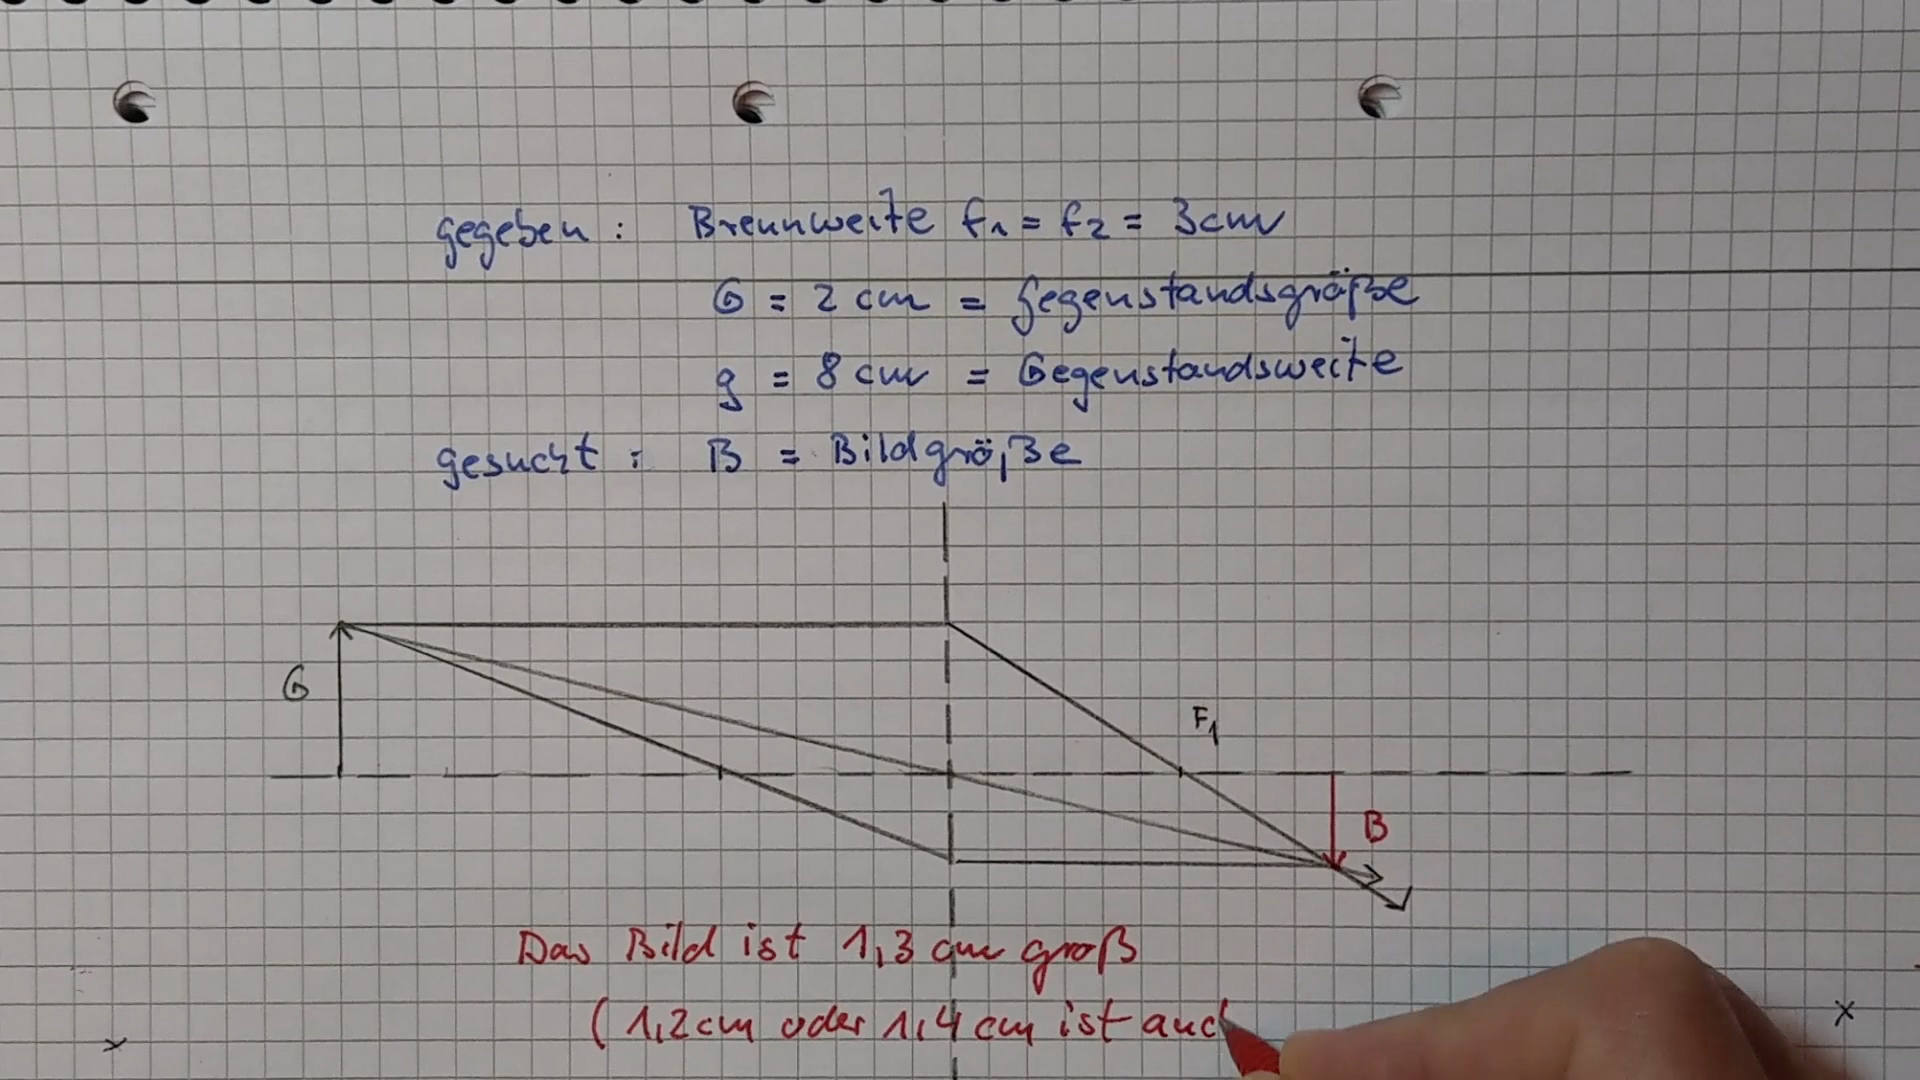 gegeben : Brennweite f1 = f2 = 3cm
G = 2 cm = Gegenstandsgröße
g = 8 cm = Gegenstandsweite
gesucht : B = Bildgröße
G
F1
B
Das Bild ist 1,3 cm groß
(1,2cm oder 1,4 cm ist auch
x
x